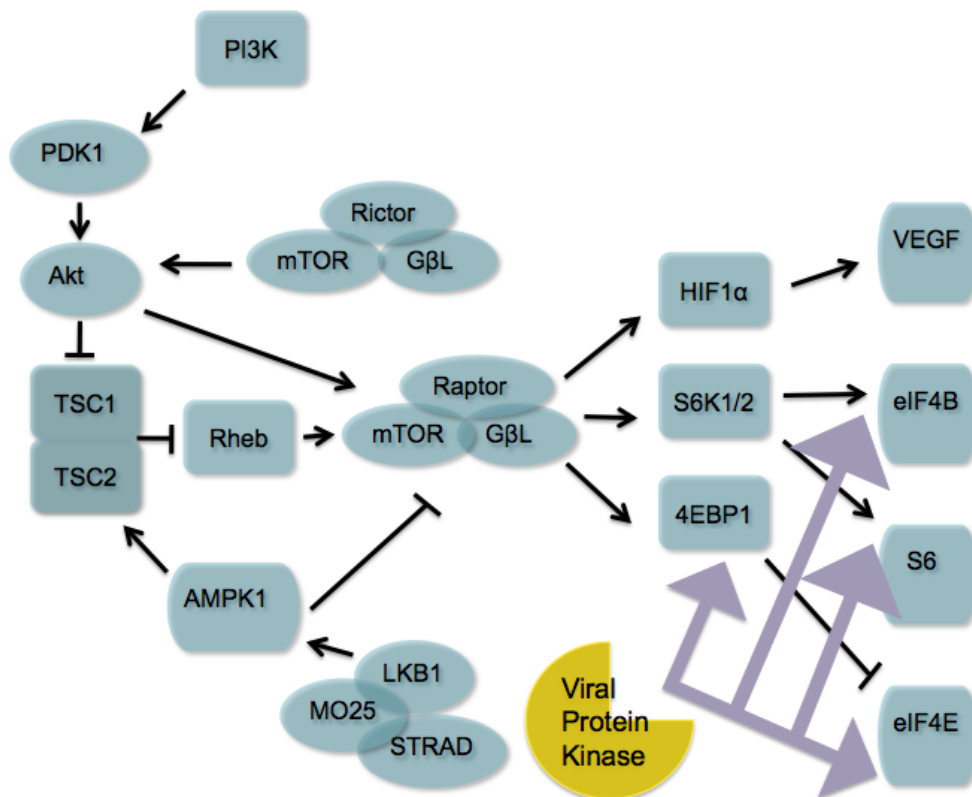 PI3K
PDK1
Rictor
VEGF
Akt
mTOR
GβL
HIF1α
Raptor
TSC1
S6K1/2
eIF4B
Rheb
mTOR
GβL
TSC2
4EBP1
S6
AMPK1
LKB1
MO25
Viral
Protein
Kinase
STRAD
eIF4E